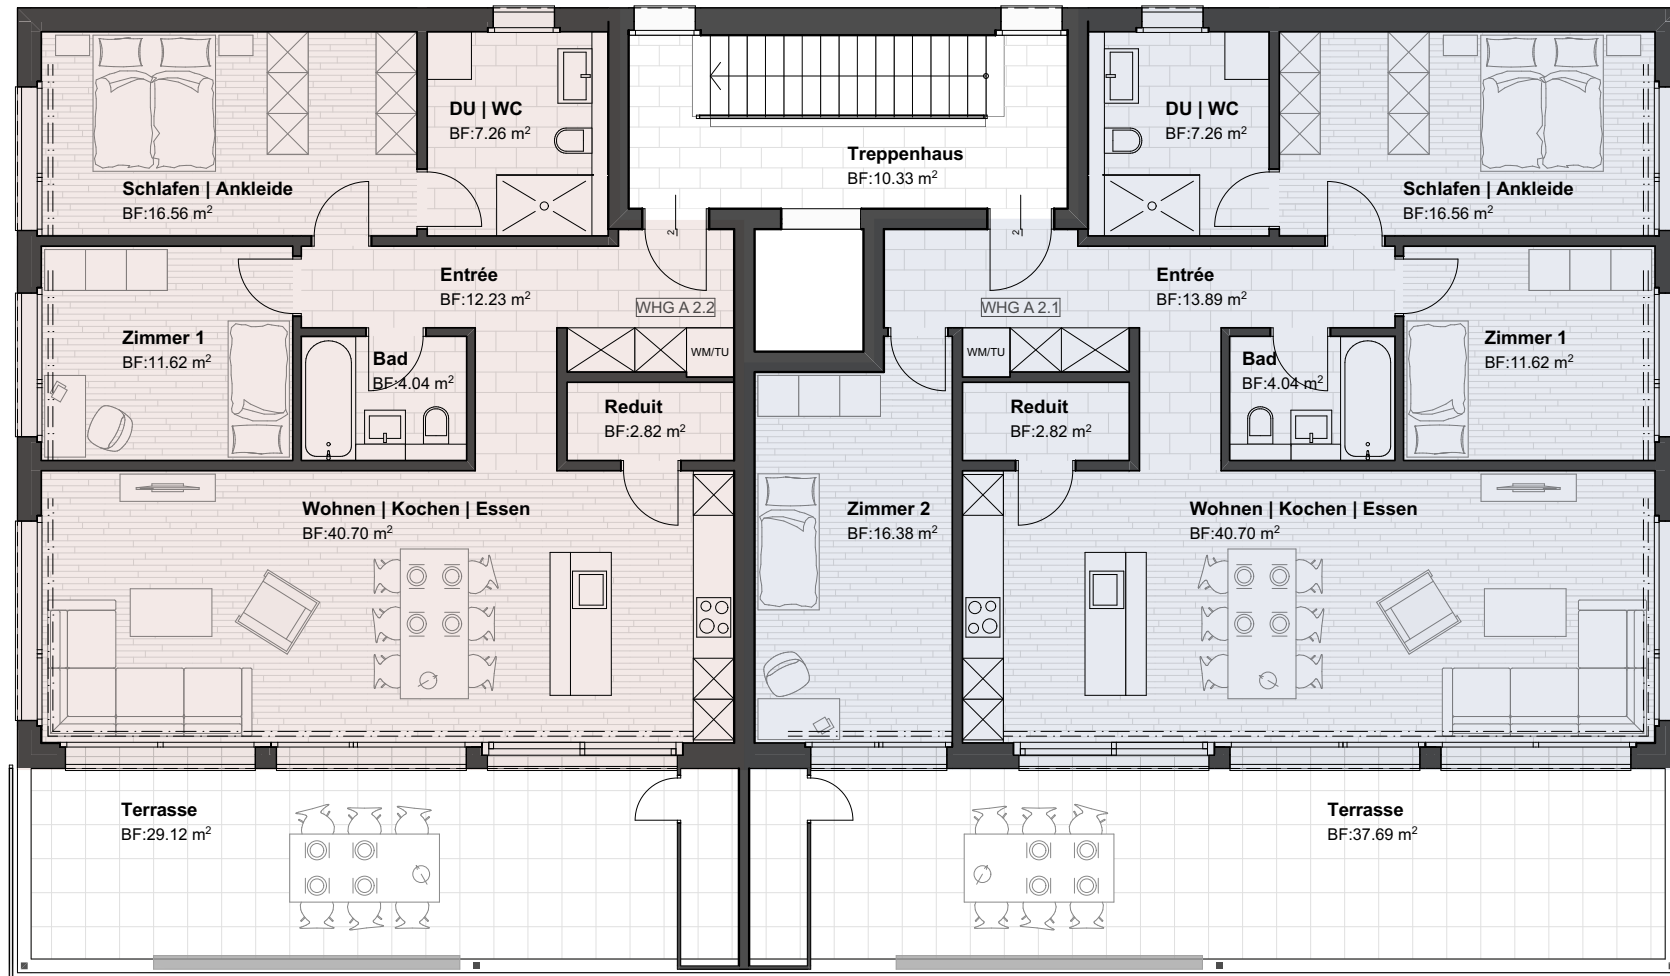 DU | WC
BF:7.26 m²
DU | WC
BF:7.26 m²
Treppenhaus
BF:10.33 m²
Schlafen | Ankleide
BF:16.56 m²
Schlafen | Ankleide
BF:16.56 m²
2
2
Entrée
BF:12.23 m²
Entrée
BF:13.89 m²
WHG A 2.2
WHG A 2.1
Zimmer 1
BF:11.62 m²
Bad
BF:4.04 m²
WM/TU
WM/TU
Bad
BF:4.04 m²
Zimmer 1
BF:11.62 m²
Reduit
BF:2.82 m²
Reduit
BF:2.82 m²
Wohnen | Kochen | Essen
BF:40.70 m²
Zimmer 2
BF:16.38 m²
Wohnen | Kochen | Essen
BF:40.70 m²
Terrasse
BF:29.12 m²
Terrasse
BF:37.69 m²